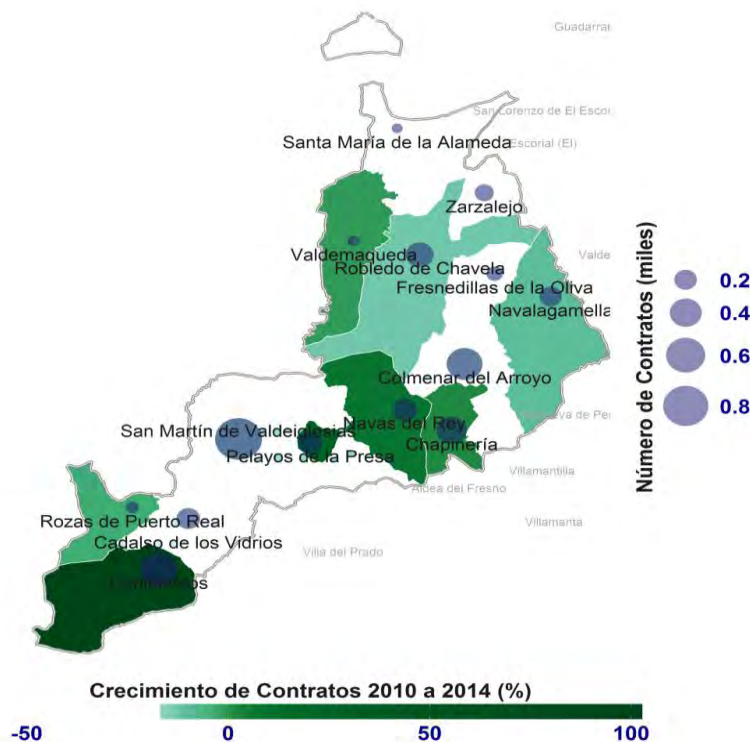 Guadarrar
San Lorenzo de El Escor
Santa María de la Alameda
Escorial (El)
Zarzalejo
Valdemaqueda
Valde
Robledo de Chavela
Fresnedillas de la Oliva
Navalagamella
Colmenar del Arroyo
San Martín de Valdeiglesias
Navas del Rey
Chapinería
Pelayos de la Presa
Villamantilla
Aldea del Fresno
Rozas de Puerto Real
Villamanta
Cadalso de los Vidrios
Villa del Prado
Número de Contratos (miles)
0.2
0.4
0.6
0.8
Crecimiento de Contratos 2010 a 2014 (%)
-50 0 50 100